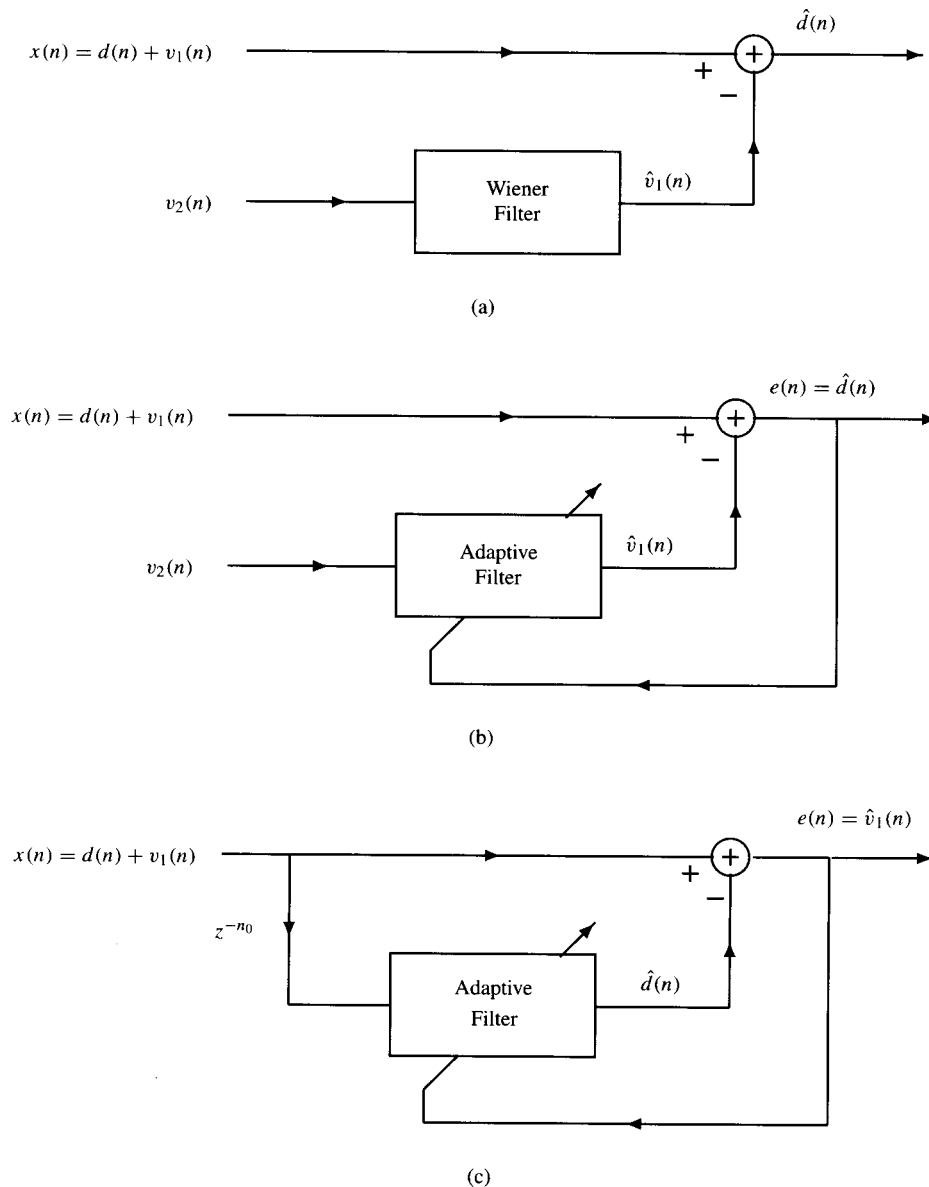 d̂(n)
x(n) = d(n) + v₁(n)
+
+
−
Wiener
Filter
v̂₁(n)
v₂(n)
(a)
e(n) = d̂(n)
x(n) = d(n) + v₁(n)
+
+
−
Adaptive
Filter
v̂₁(n)
v₂(n)
(b)
e(n) = v̂₁(n)
x(n) = d(n) + v₁(n)
+
+
−
z⁻ⁿ⁰
Adaptive
Filter
d̂(n)
(c)